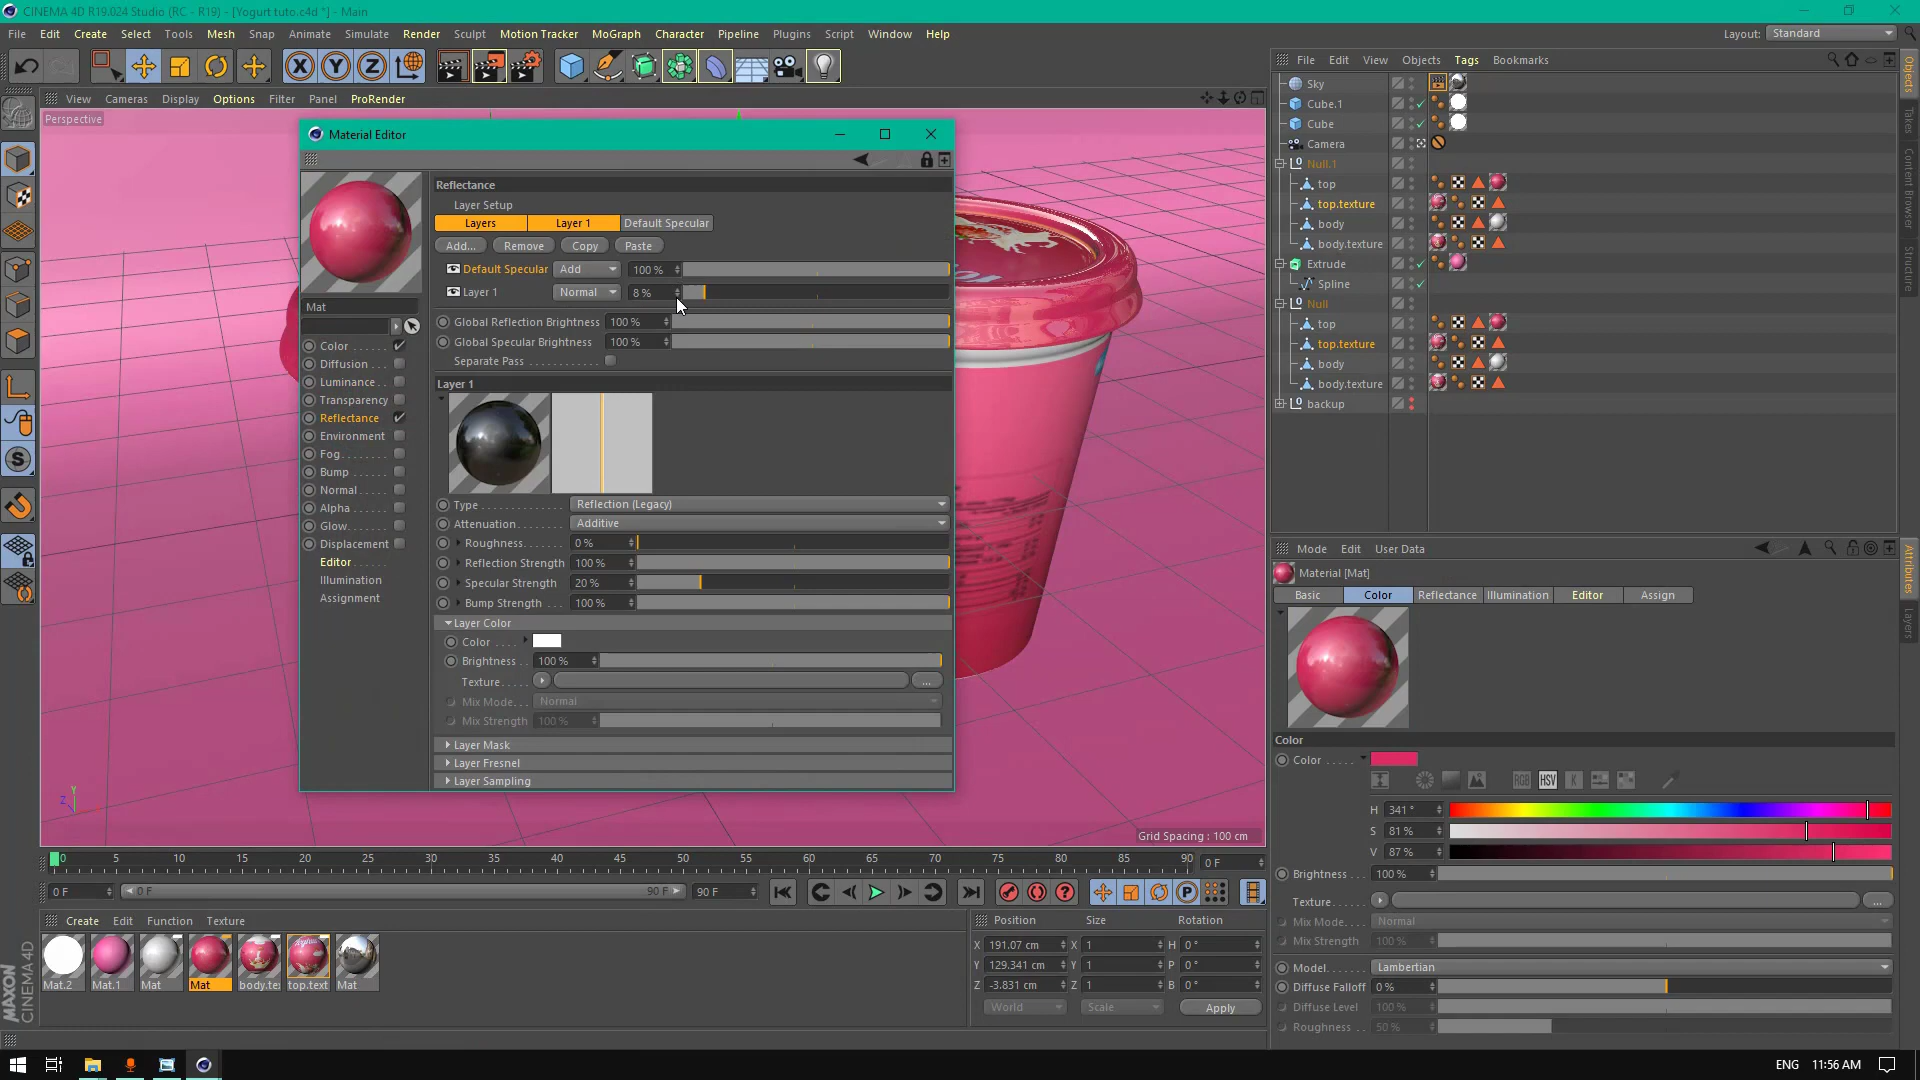 CINEMA 4D R19.024 Studio (RC - R19) - [Yogurt tuto.c4d *] - Main
File Edit Create Select Tools Mesh Snap Animate Simulate Render Sculpt Motion Tracker MoGraph Character Pipeline Plugins Script Window Help
Layout: Standard
X Y Z
View Cameras Display Options Filter Panel ProRender
Perspective
Material Editor
Reflectance
Layer Setup
Layers Layer 1 Default Specular
Add... Remove Copy Paste
Default Specular Add 100 %
Layer 1 Normal 8 %
Global Reflection Brightness 100 %
Global Specular Brightness 100 %
Separate Pass
Layer 1
Type Reflection (Legacy)
Attenuation Additive
Roughness 0 %
Reflection Strength 100 %
Specular Strength 20 %
Bump Strength 100 %
Layer Color
Color
Brightness 100 %
Texture ...
Mix Mode Normal
Mix Strength 100 %
Layer Mask
Layer Fresnel
Layer Sampling
Mat
Color
Diffusion
Luminance
Transparency
Reflectance
Environment
Fog
Bump
Normal
Alpha
Glow
Displacement
Editor
Illumination
Assignment
Grid Spacing : 100 cm
0 5 10 15 20 25 30 35 40 45 50 55 60 65 70 75 80 85 90 0 F
0 F 0 F 90 F 90 F
Create Edit Function Texture
Mat.2 Mat.1 Mat Mat body.te: top.text Mat
Position Size Rotation
X 191.07 cm X 1 H 0 °
Y 129.341 cm Y 1 P 0 °
Z -3.831 cm Z 1 B 0 °
World Scale Apply
MAXON CINEMA 4D
File Edit View Objects Tags Bookmarks
Sky
Cube.1
Cube
Camera
Null.1
top
top.texture
body
body.texture
Extrude
Spline
Null
top
top.texture
body
body.texture
backup
Objects
Takes
Content Browser
Structure
Mode Edit User Data
Material [Mat]
Basic Color Reflectance Illumination Editor Assign
Color
Color
RGB HSV K
H 341 °
S 81 %
V 87 %
Brightness 100 %
Texture ...
Mix Mode Normal
Mix Strength 100 %
Model Lambertian
Diffuse Falloff 0 %
Diffuse Level 100 %
Roughness 50 %
Attributes
Layers
ENG 11:56 AM